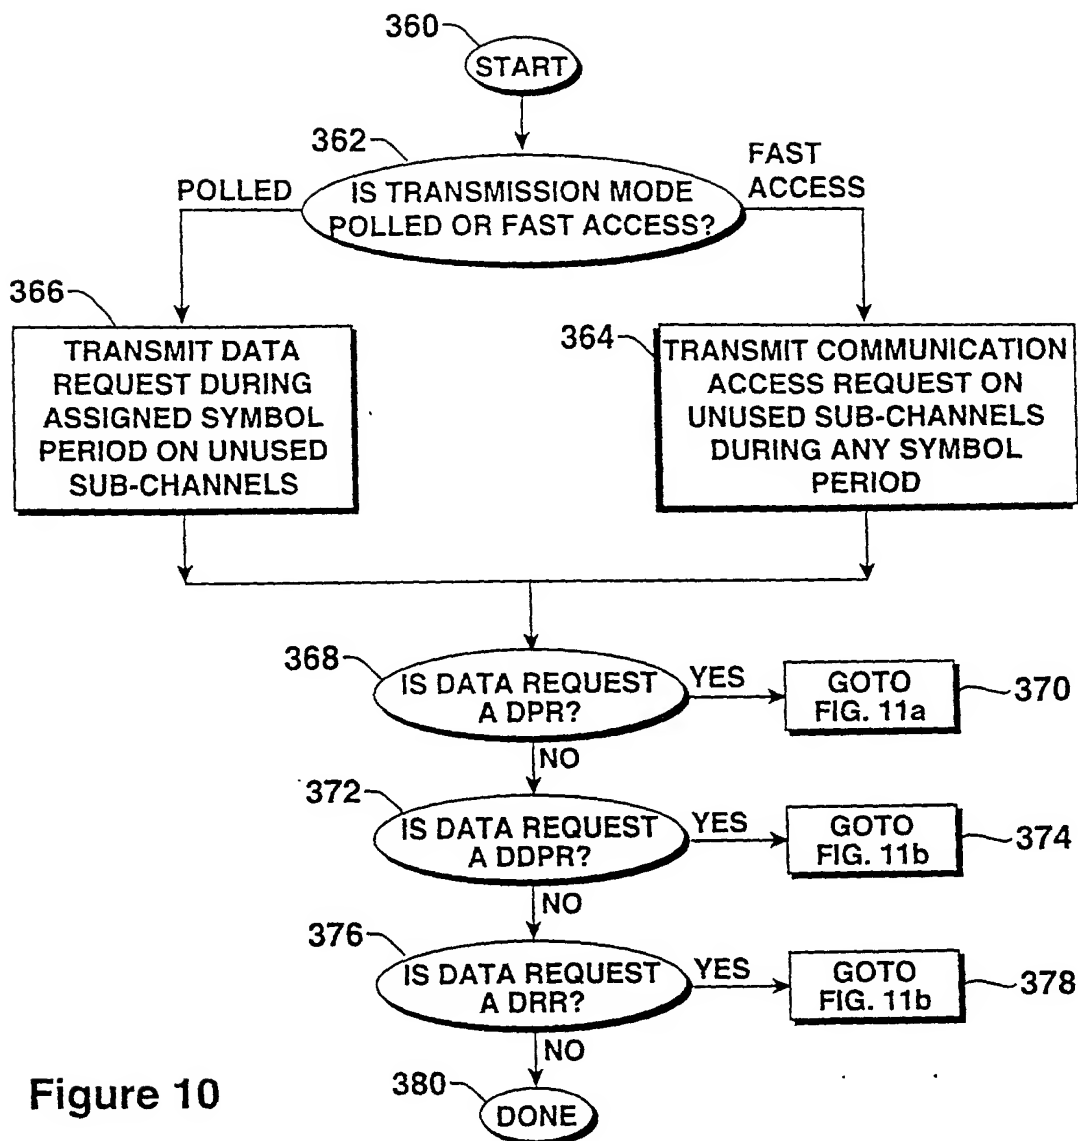 360
START
362
IS TRANSMISSION MODE
POLLED OR FAST ACCESS?
POLLED
FAST
ACCESS
366
TRANSMIT DATA
REQUEST DURING
ASSIGNED SYMBOL
PERIOD ON UNUSED
SUB-CHANNELS
364
TRANSMIT COMMUNICATION
ACCESS REQUEST ON
UNUSED SUB-CHANNELS
DURING ANY SYMBOL
PERIOD
368
IS DATA REQUEST
A DPR?
YES
GOTO
FIG. 11a
370
NO
372
IS DATA REQUEST
A DDPR?
YES
GOTO
FIG. 11b
374
NO
376
IS DATA REQUEST
A DRR?
YES
GOTO
FIG. 11b
378
NO
380
DONE
Figure 10